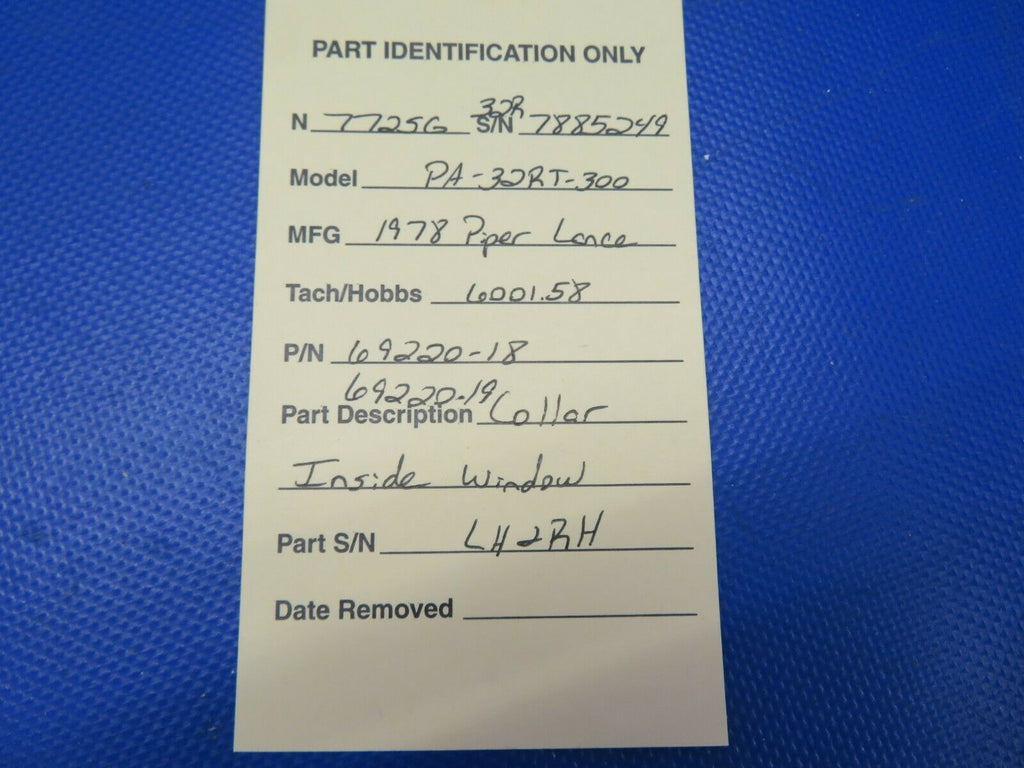 PART IDENTIFICATION ONLY
N 7725G 32R S/N 7885249
Model PA-32RT-300
MFG 1978 Piper Lance
Tach/Hobbs 6001.58
P/N 69220-18
69220-19
Part Description Collar
Inside Window
Part S/N LH & RH
Date Removed